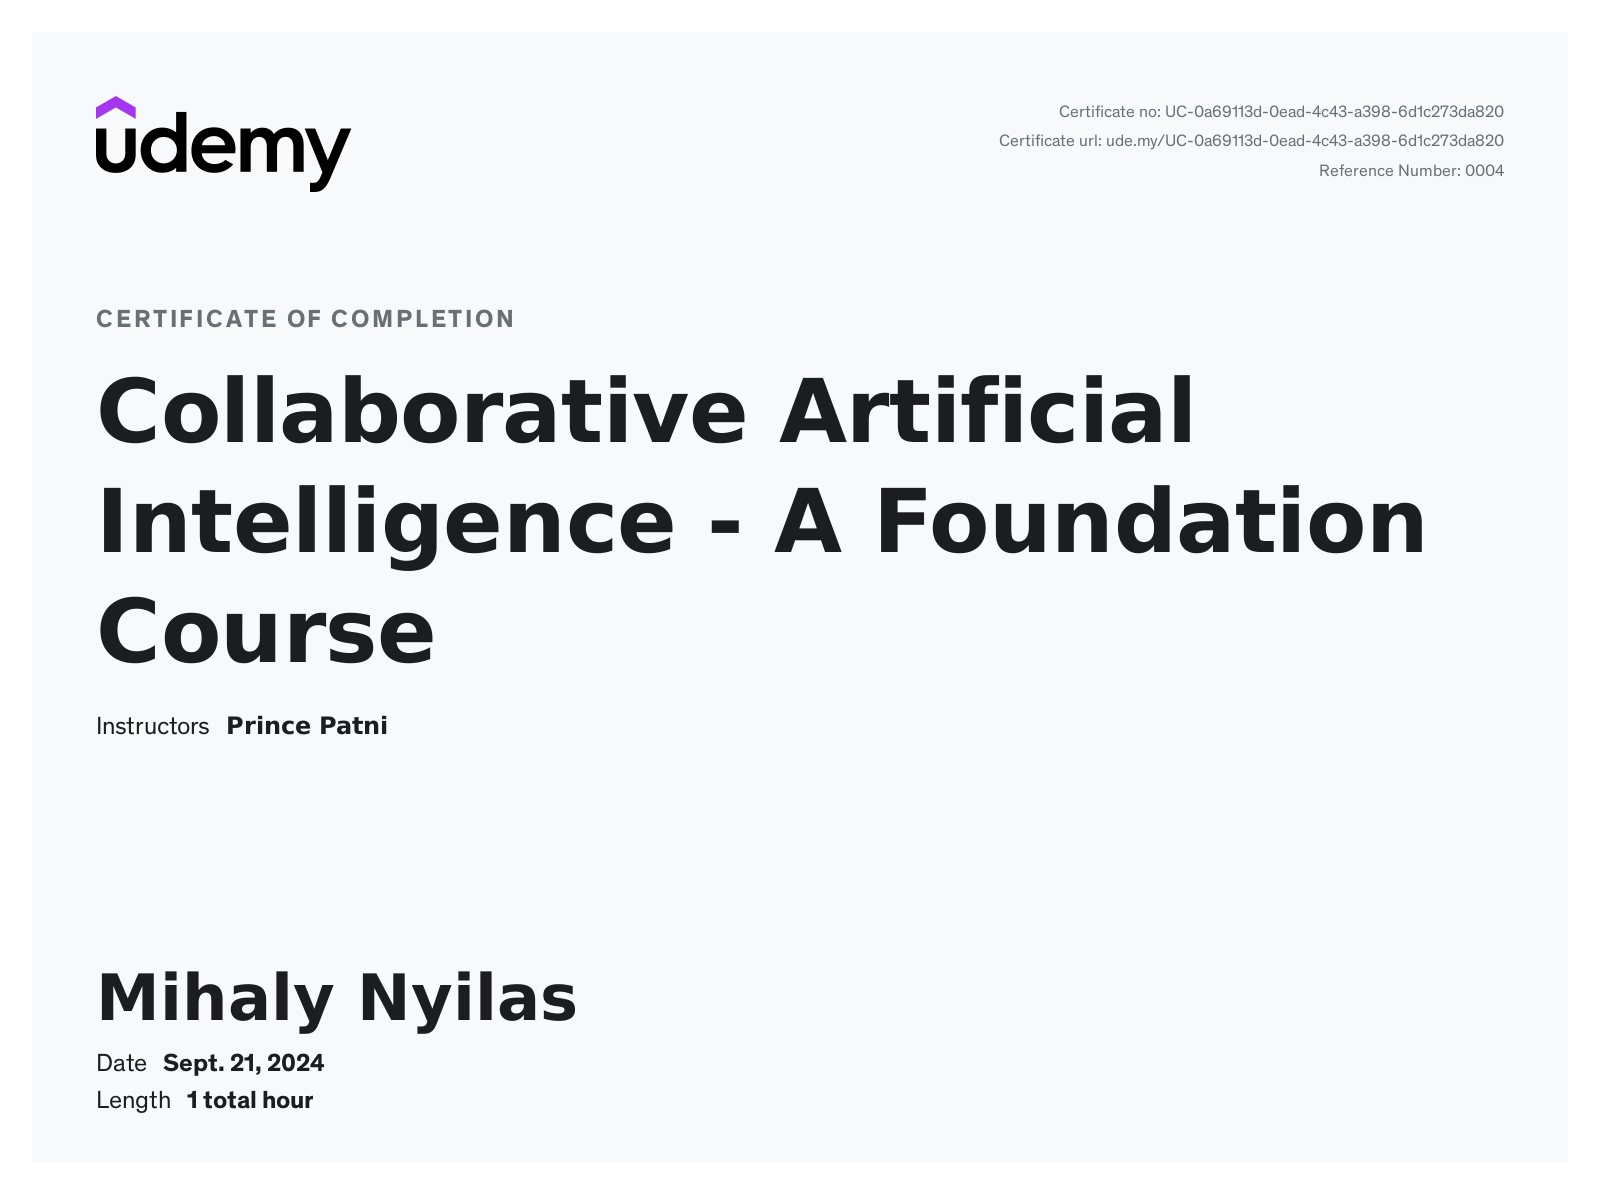 udemy
Certificate no: UC-0a69113d-0ead-4c43-a398-6d1c273da820
Certificate url: ude.my/UC-0a69113d-0ead-4c43-a398-6d1c273da820
Reference Number: 0004
CERTIFICATE OF COMPLETION
Collaborative Artificial
Intelligence - A Foundation
Course
Instructors Prince Patni
Mihaly Nyilas
Date Sept. 21, 2024
Length 1 total hour